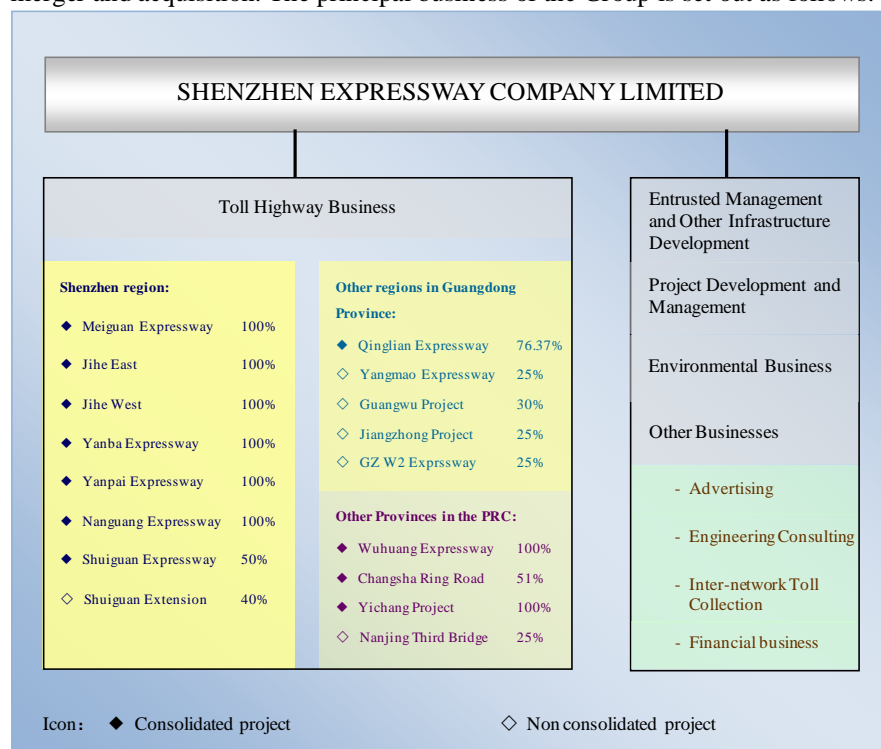 merger and acquisition. The principal business of the Group is set out as follows:
SHENZHEN EXPRESSWAY COMPANY LIMITED
Toll Highway Business
Shenzhen region:
◆ Meiguan Expressway 100%
◆ Jihe East 100%
◆ Jihe West 100%
◆ Yanba Expressway 100%
◆ Yanpai Expressway 100%
◆ Nanguang Expressway 100%
◆ Shuiguan Expressway 50%
◇ Shuiguan Extension 40%
Other regions in Guangdong
Province:
◆ Qinglian Expressway 76.37%
◇ Yangmao Expressway 25%
◇ Guangwu Project 30%
◇ Jiangzhong Project 25%
◇ GZ W2 Exprssway 25%
Other Provinces in the PRC:
◆ Wuhuang Expressway 100%
◆ Changsha Ring Road 51%
◆ Yichang Project 100%
◇ Nanjing Third Bridge 25%
Entrusted Management
and Other Infrastructure
Development
Project Development and
Management
Environmental Business
Other Businesses
- Advertising
- Engineering Consulting
- Inter-network Toll
Collection
- Financial business
Icon: ◆ Consolidated project ◇ Non consolidated project